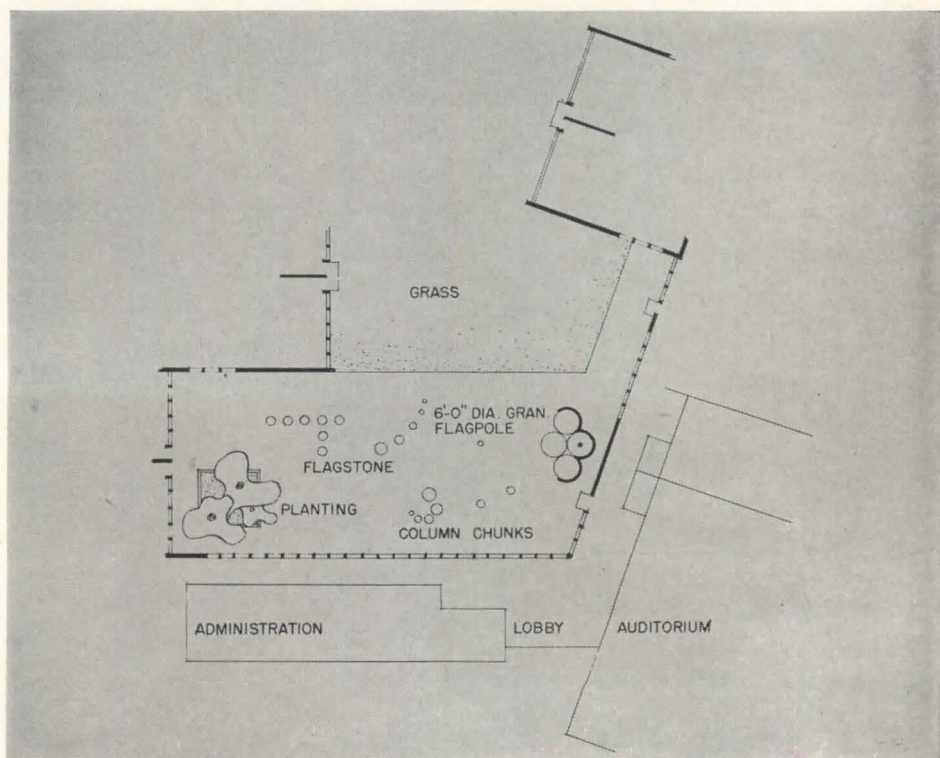 GRASS
6'-0" DIA. GRAN.
FLAGPOLE
FLAGSTONE
PLANTING
COLUMN CHUNKS
ADMINISTRATION
LOBBY
AUDITORIUM